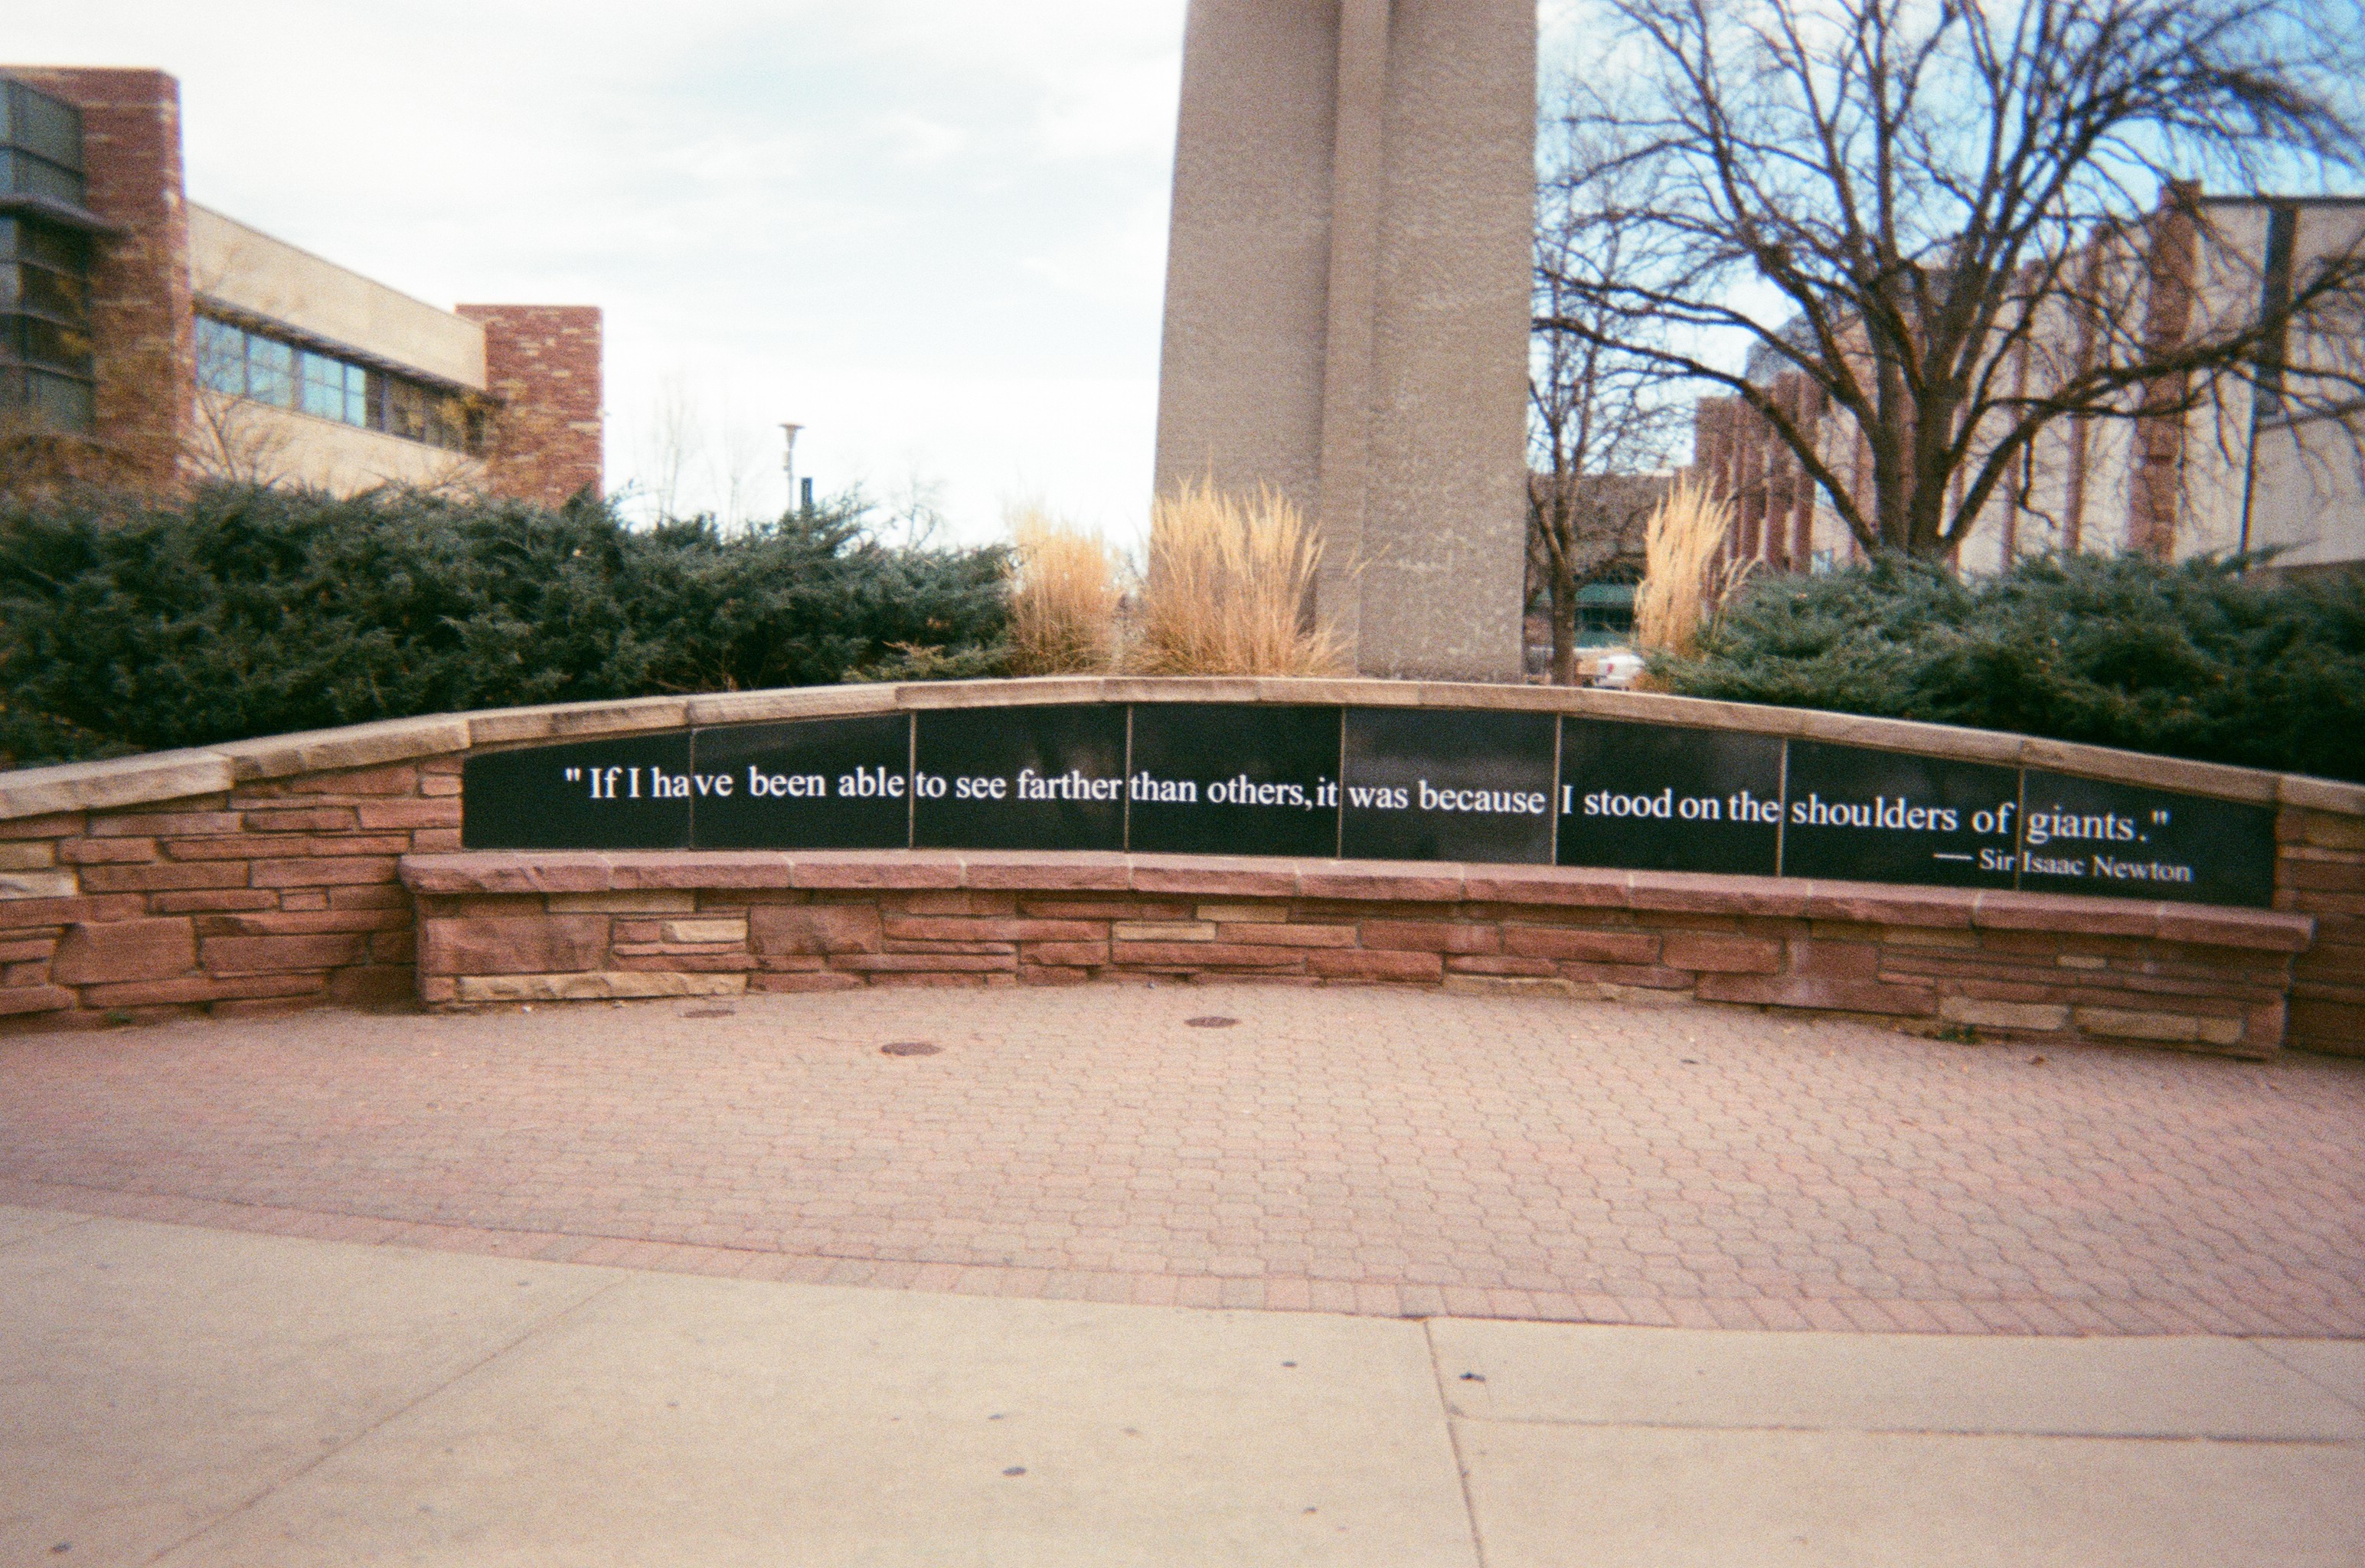 "If I have been able to see farther than others, it was because I stood on the shoulders of giants."
— Sir Isaac Newton